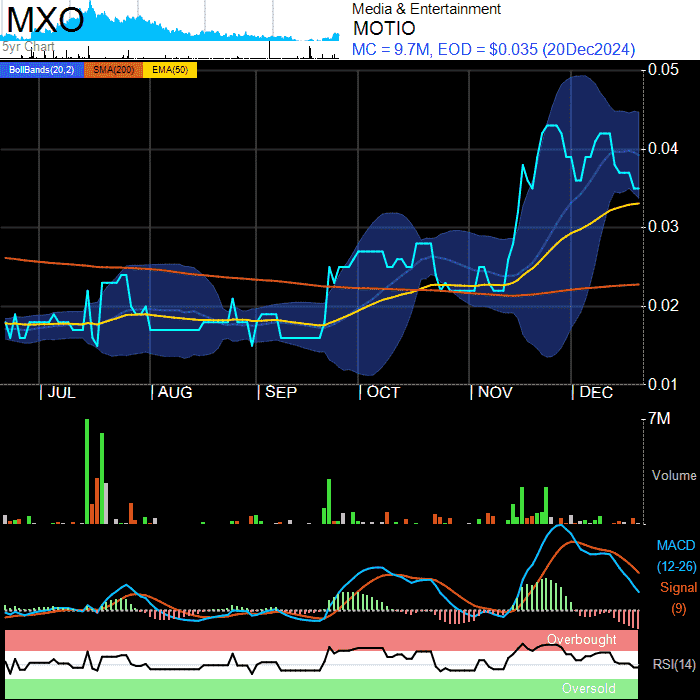 MXO
5yr Chart
Media & Entertainment
MOTIO
MC = 9.7M, EOD = $0.035 (20Dec2024)
BollBands(20,2) SMA(200) EMA(50)
0.05
0.04
0.03
0.02
0.01
JUL AUG SEP OCT NOV DEC
7M
Volume
MACD
(12-26)
Signal
(9)
Overbought
RSI(14)
Oversold